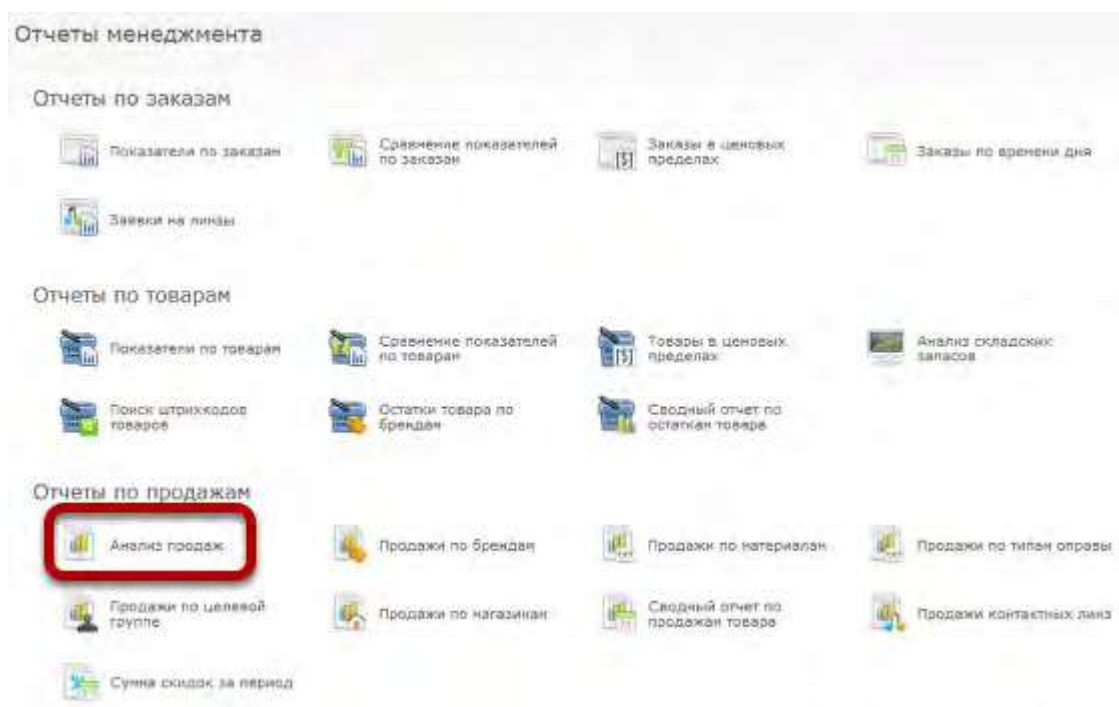 Отчеты менеджмента
Отчеты по заказам
Показатели по заказам
Сравнение показателей
по заказам
Заказы в ценовых
пределах
Заказы по времени дня
Заявки на линзы
Отчеты по товарам
Показатели по товарам
Сравнение показателей
по товарам
Товары в ценовых
пределах
Анализ складских
запасов
Поиск штрихкодов
товаров
Остатки товара по
брендам
Сводный отчет по
остаткам товара
Отчеты по продажам
Анализ продаж
Продажи по брендам
Продажи по материалам
Продажи по типам оправы
Продажи по целевой
группе
Продажи по магазинам
Сводный отчет по
продажам товара
Продажи контактных линз
Сумма скидок за период